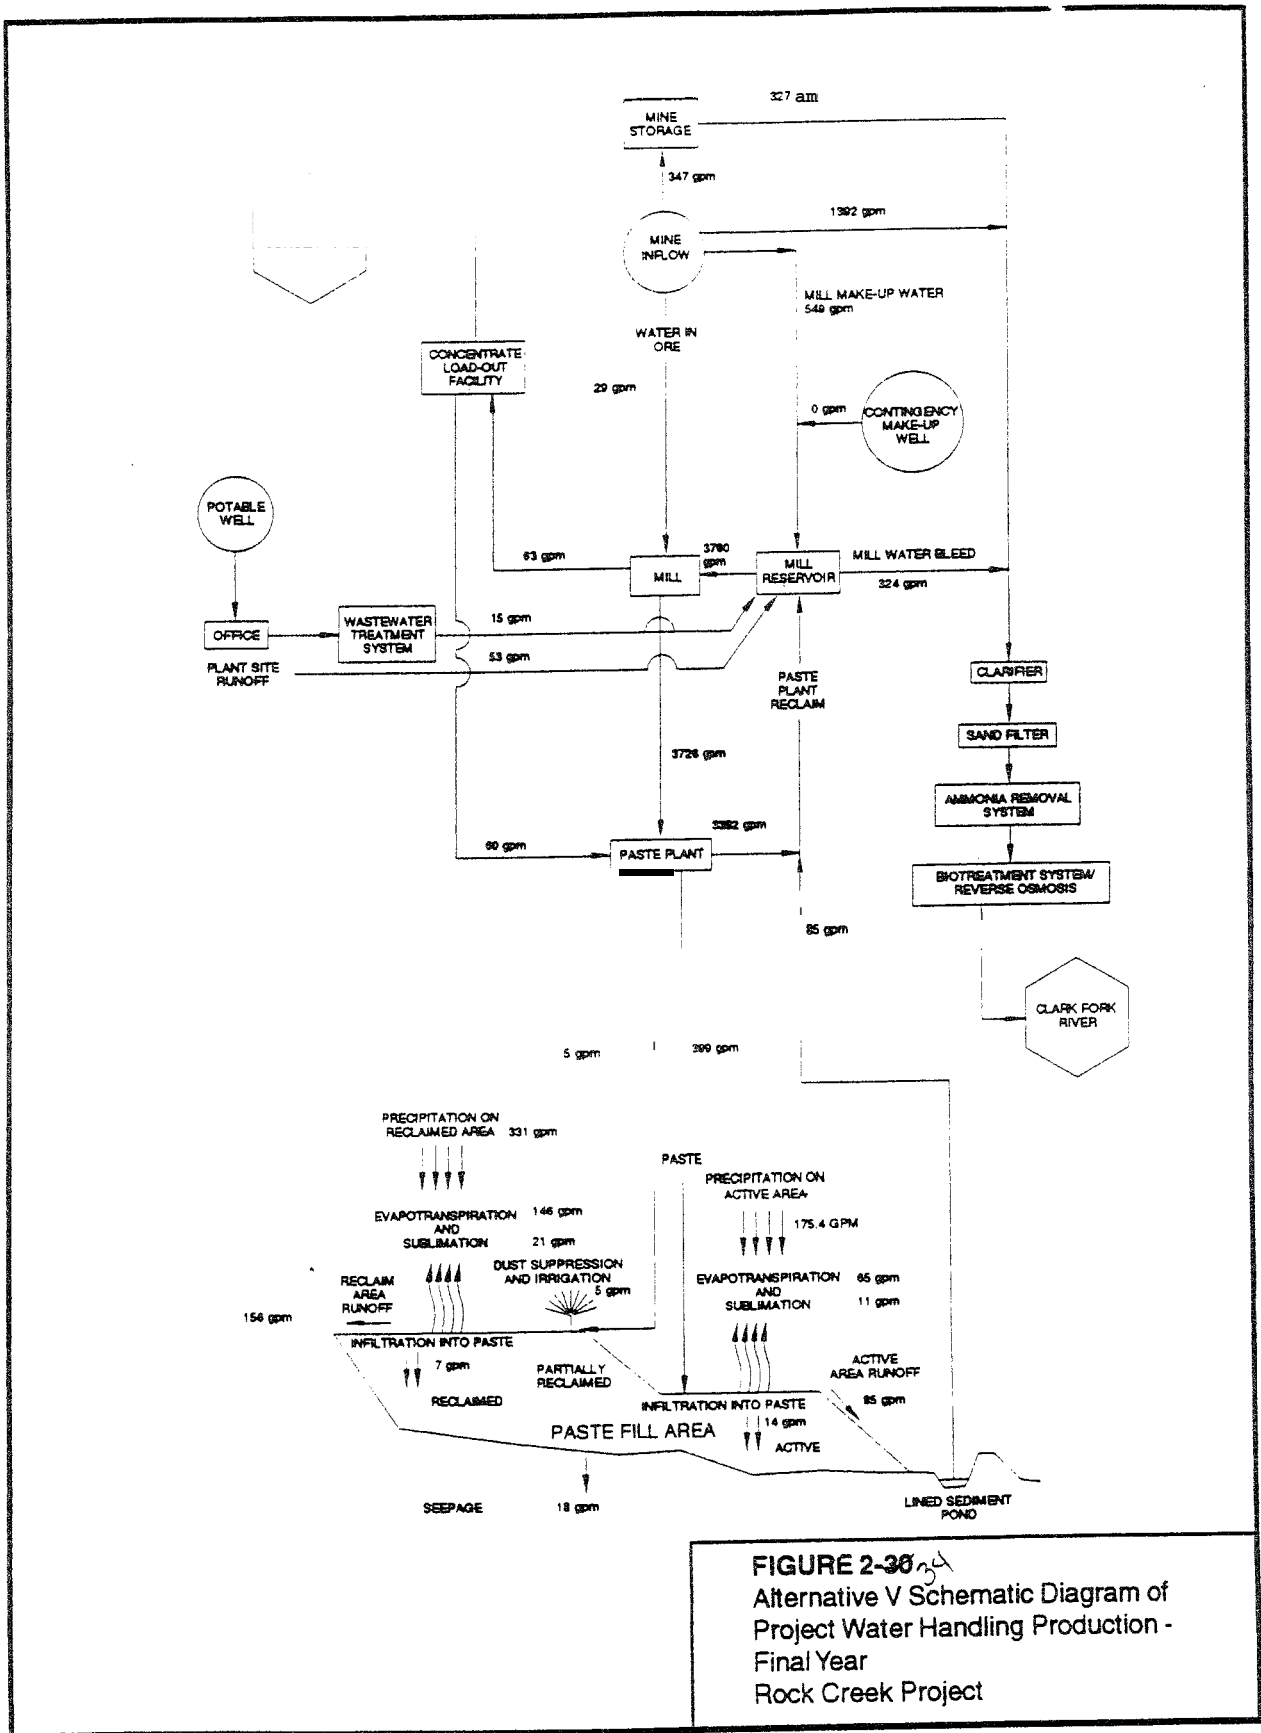 327 am
MINE
STORAGE
347 gpm
1392 gpm
MINE
INFLOW
MILL MAKE-UP WATER
549 gpm
WATER IN
ORE
CONCENTRATE
LOAD-OUT
FACILITY
29 gpm
0 gpm
CONTINGENCY
MAKE-UP
WELL
POTABLE
WELL
63 gpm
MILL
3760
gpm
MILL
RESERVOIR
MILL WATER BLEED
324 gpm
OFFICE
WASTEWATER
TREATMENT
SYSTEM
15 gpm
PLANT SITE
RUNOFF
53 gpm
PASTE
PLANT
RECLAIM
CLARIFIER
SAND FILTER
3726 gpm
AMMONIA REMOVAL
SYSTEM
60 gpm
PASTE PLANT
3392 gpm
BIOTREATMENT SYSTEM/
REVERSE OSMOSIS
85 gpm
CLARK FORK
RIVER
5 gpm
399 gpm
PRECIPITATION ON
RECLAIMED AREA 331 gpm
PASTE
PRECIPITATION ON
ACTIVE AREA
175.4 GPM
EVAPOTRANSPIRATION 146 gpm
AND
SUBLIMATION 21 gpm
DUST SUPPRESSION
AND IRRIGATION
5 gpm
EVAPOTRANSPIRATION 65 gpm
AND
SUBLIMATION 11 gpm
RECLAIM
AREA
RUNOFF
156 gpm
INFILTRATION INTO PASTE
7 gpm
RECLAIMED
PARTIALLY
RECLAIMED
ACTIVE
AREA RUNOFF
85 gpm
INFILTRATION INTO PASTE
14 gpm
ACTIVE
PASTE FILL AREA
SEEPAGE 18 gpm
LINED SEDIMENT
POND
FIGURE 2-30 34
Alternative V Schematic Diagram of
Project Water Handling Production -
Final Year
Rock Creek Project